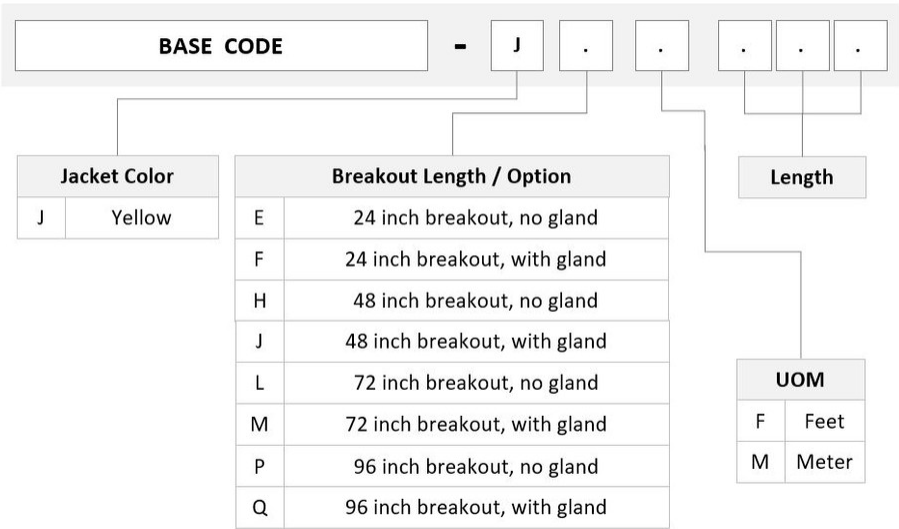 BASE CODE - J . . . . .
Jacket Color
J Yellow
Breakout Length / Option
E 24 inch breakout, no gland
F 24 inch breakout, with gland
H 48 inch breakout, no gland
J 48 inch breakout, with gland
L 72 inch breakout, no gland
M 72 inch breakout, with gland
P 96 inch breakout, no gland
Q 96 inch breakout, with gland
Length
UOM
F Feet
M Meter